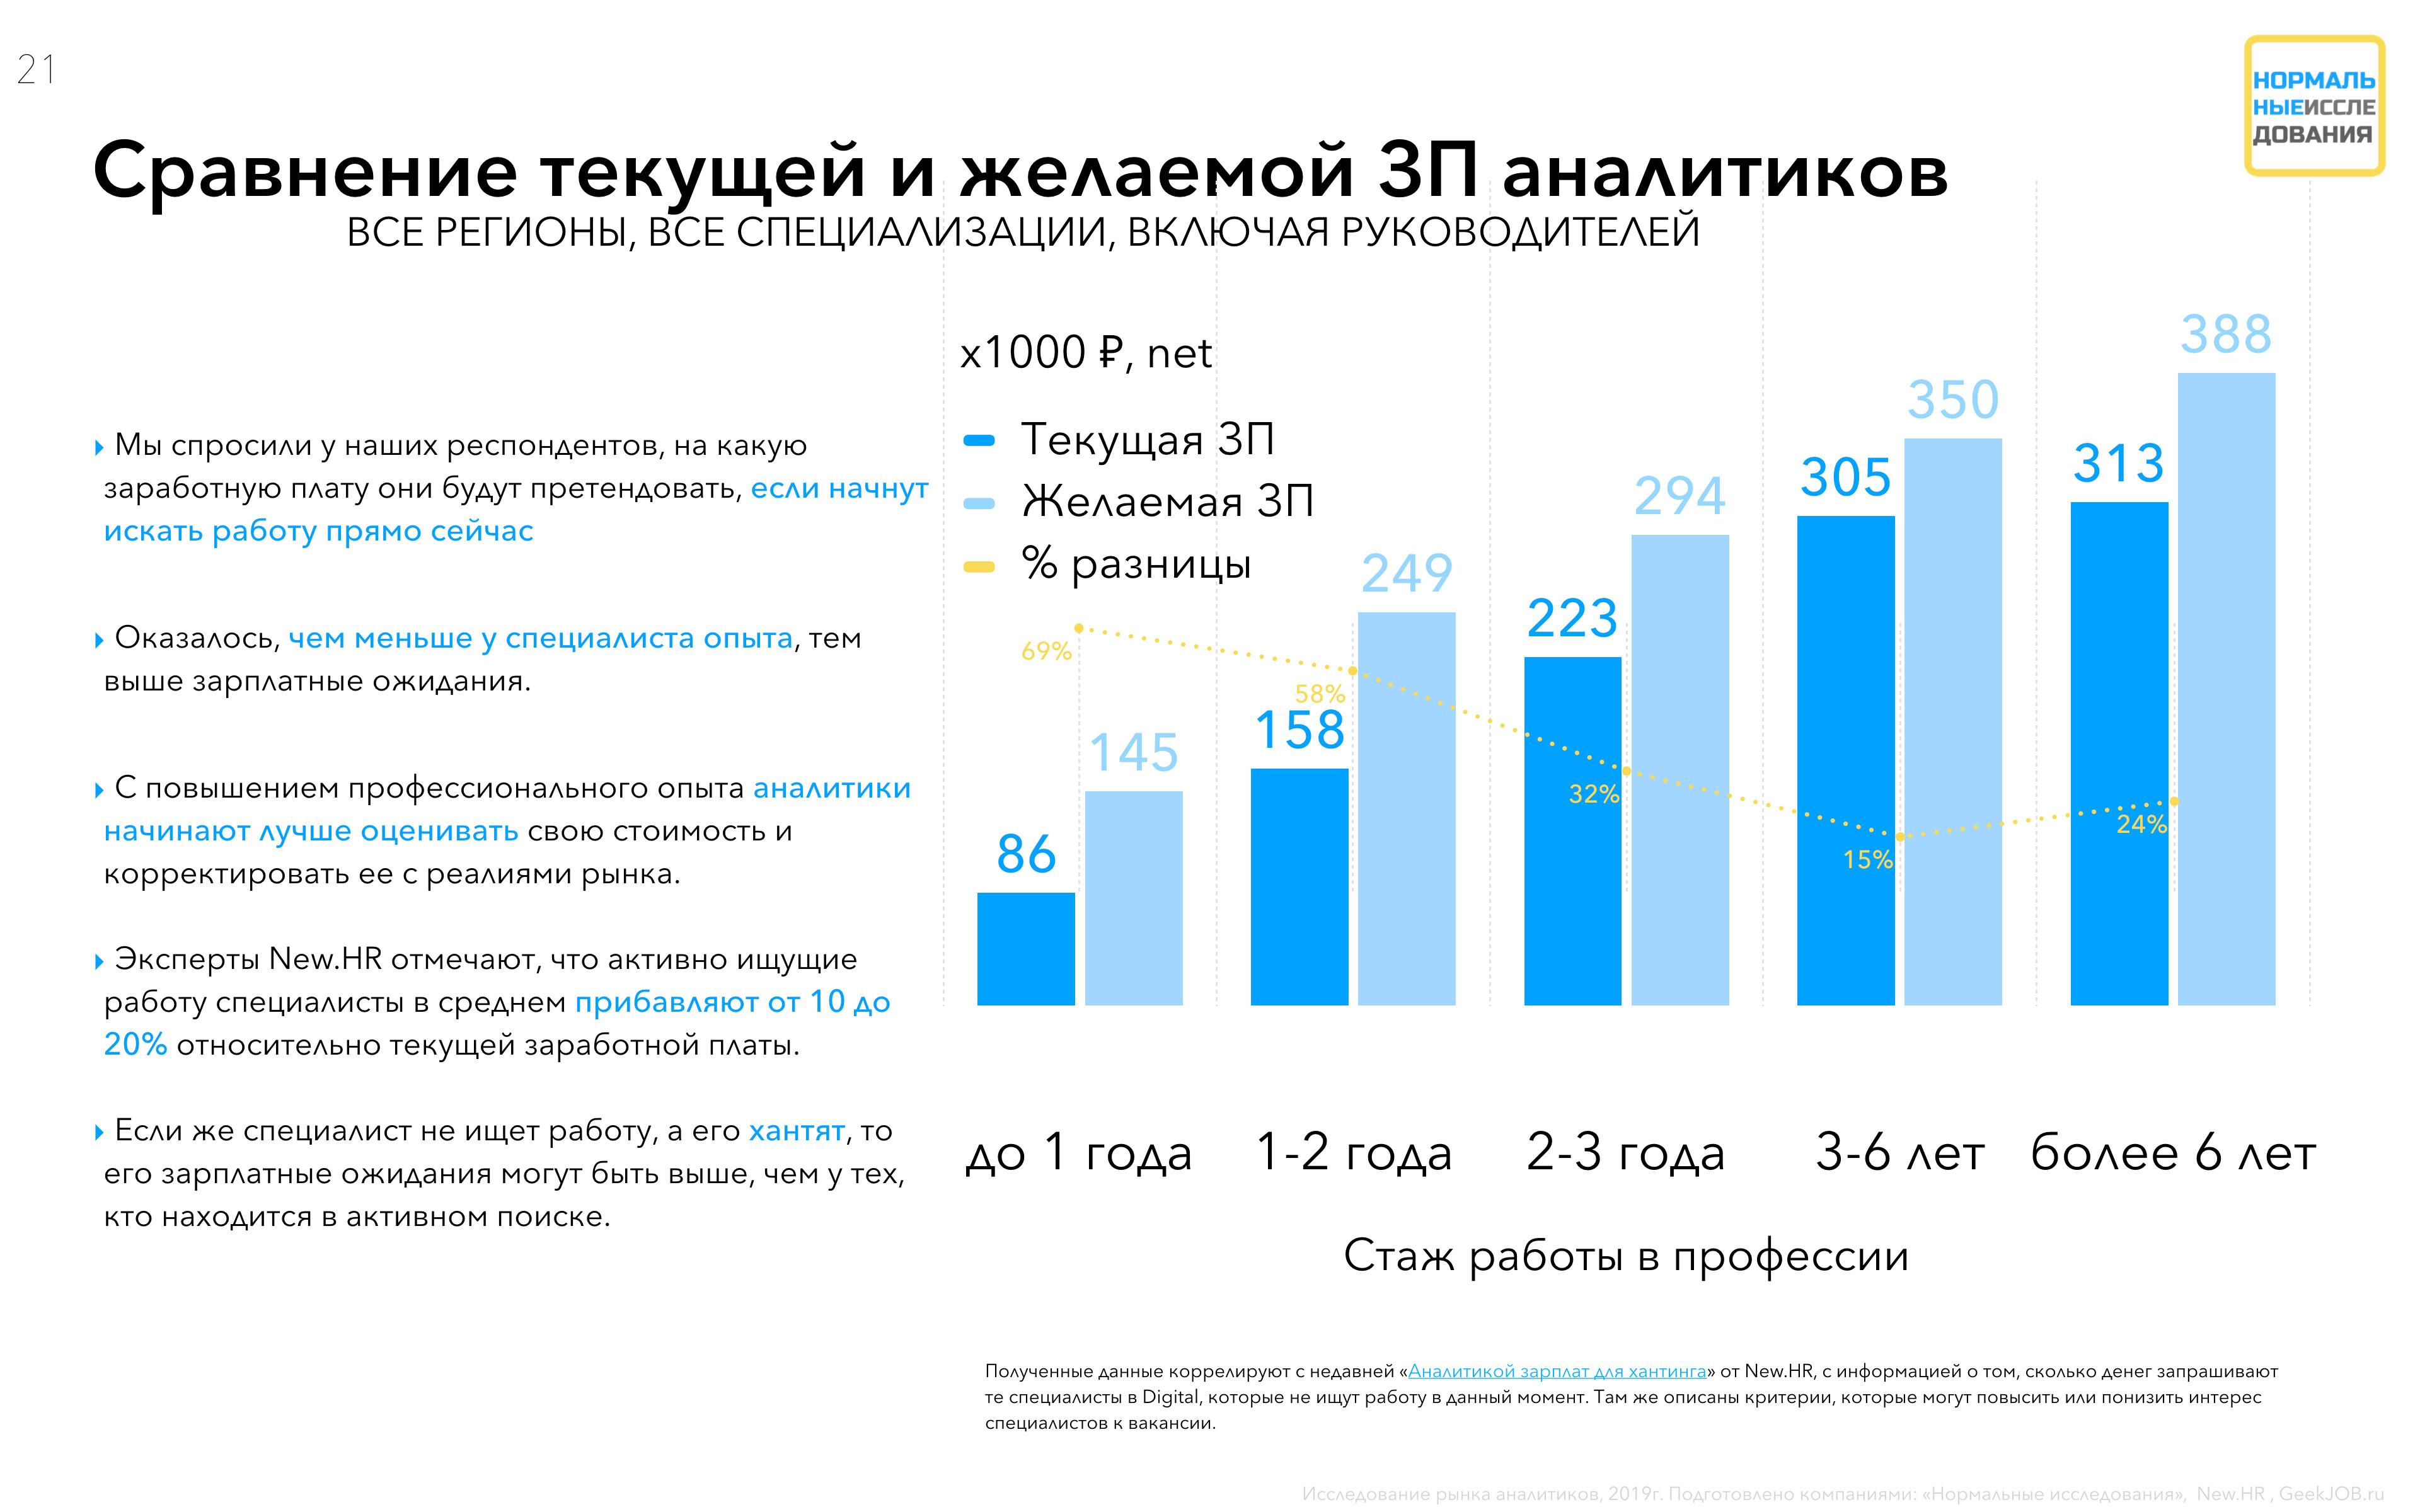 21
НОРМАЛЬ
НЫЕИССЛЕ
ДОВАНИЯ
Сравнение текущей и желаемой ЗП аналитиков
ВСЕ РЕГИОНЫ, ВСЕ СПЕЦИАЛИЗАЦИИ, ВКЛЮЧАЯ РУКОВОДИТЕЛЕЙ
Мы спросили у наших респондентов, на какую
заработную плату они будут претендовать, если начнут
искать работу прямо сейчас
Оказалось, чем меньше у специалиста опыта, тем
выше зарплатные ожидания.
С повышением профессионального опыта аналитики
начинают лучше оценивать свою стоимость и
корректировать ее с реалиями рынка.
Эксперты New.HR отмечают, что активно ищущие
работу специалисты в среднем прибавляют от 10 до
20% относительно текущей заработной платы.
Если же специалист не ищет работу, а его хантят, то
его зарплатные ожидания могут быть выше, чем у тех,
кто находится в активном поиске.
x1000 ₽, net
Текущая ЗП
Желаемая ЗП
% разницы
86
145
69%
158
249
58%
223
294
32%
305
350
15%
313
388
24%
до 1 года
1-2 года
2-3 года
3-6 лет
более 6 лет
Стаж работы в профессии
Полученные данные коррелируют с недавней «Аналитикой зарплат для хантинга» от New.HR, с информацией о том, сколько денег запрашивают
те специалисты в Digital, которые не ищут работу в данный момент. Там же описаны критерии, которые могут повысить или понизить интерес
специалистов к вакансии.
Исследование рынка аналитиков, 2019г. Подготовлено компаниями: «Нормальные исследования», New.HR , GeekJOB.ru